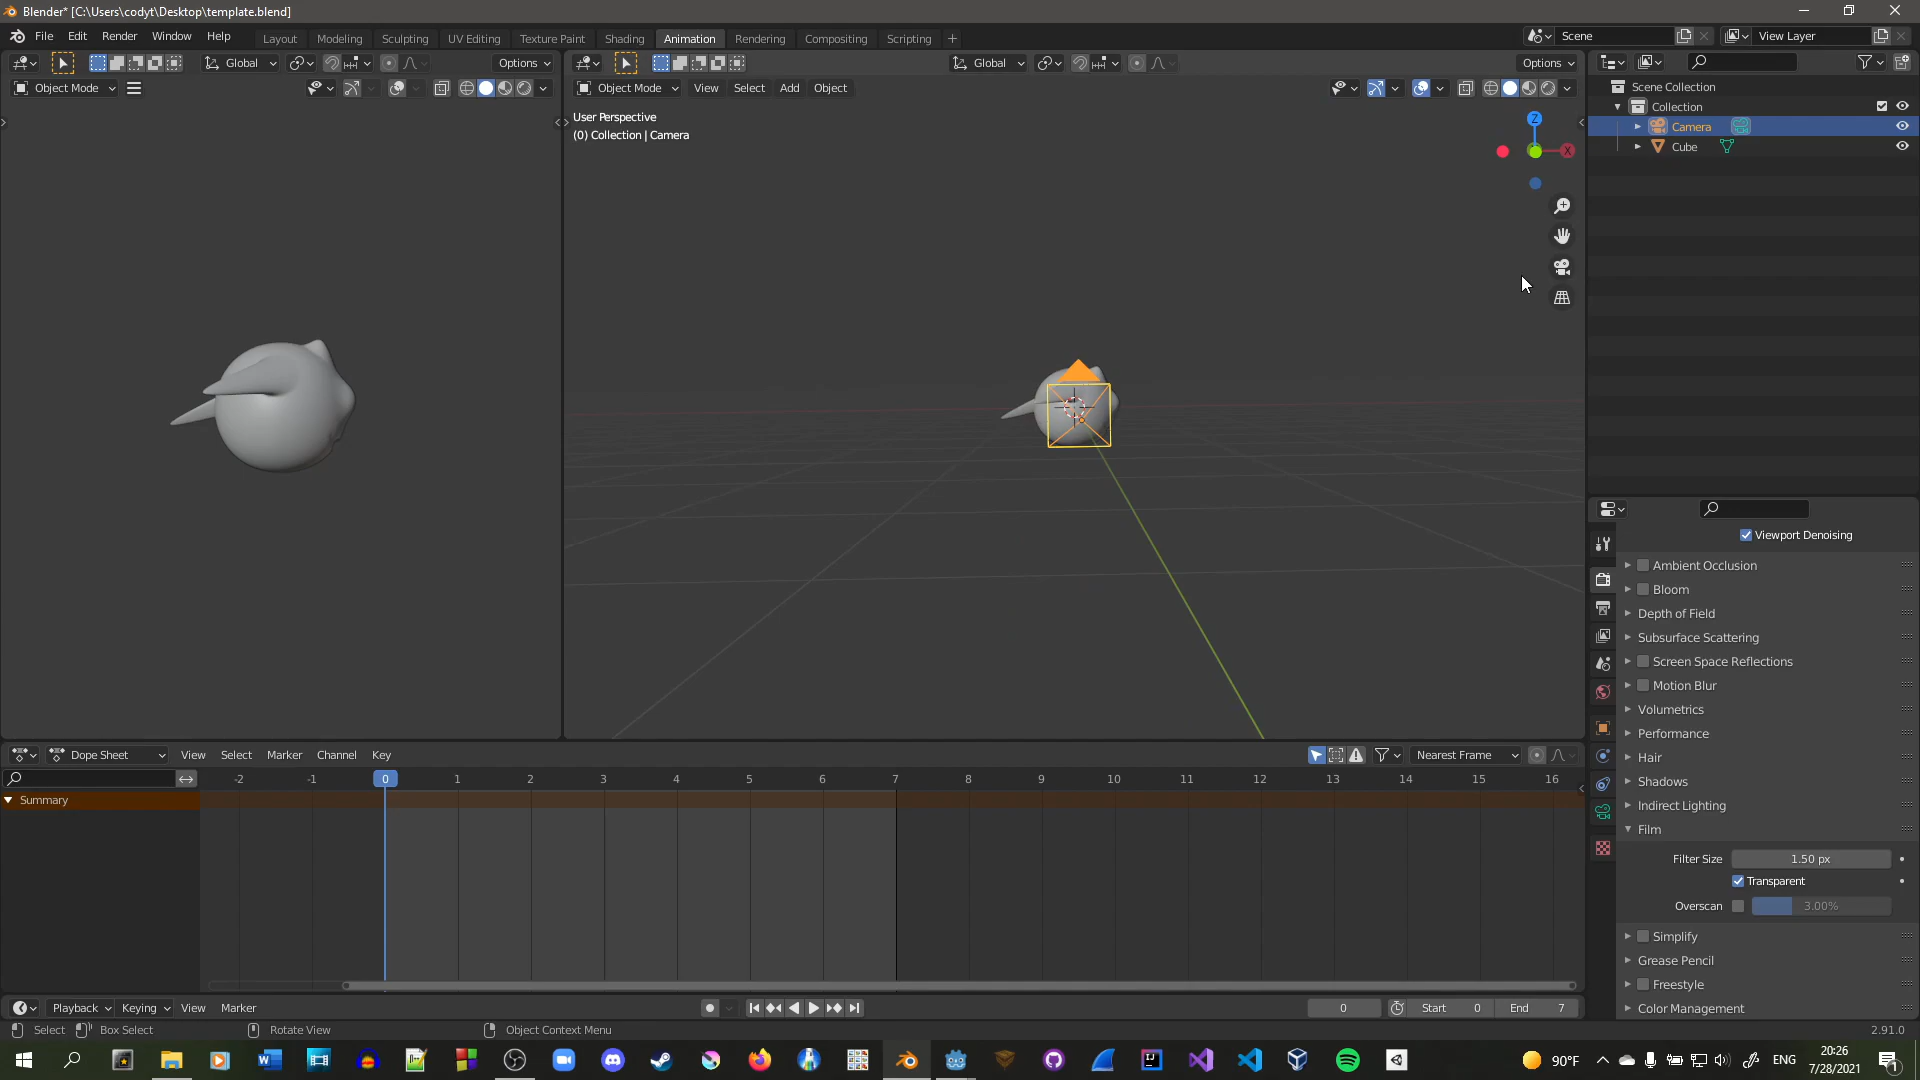 Blender* [C:\Users\codyt\Desktop\template.blend]
File Edit Render Window Help
Layout Modeling Sculpting UV Editing Texture Paint Shading Animation Rendering Compositing Scripting
Scene View Layer
Global Options
Global Options
Object Mode
Object Mode View Select Add Object
User Perspective
(0) Collection | Camera
Z
X
Scene Collection
Collection
Camera
Cube
Viewport Denoising
Ambient Occlusion
Bloom
Depth of Field
Subsurface Scattering
Screen Space Reflections
Motion Blur
Volumetrics
Performance
Hair
Shadows
Indirect Lighting
Film
Filter Size 1.50 px
Transparent
Overscan 3.00%
Simplify
Grease Pencil
Freestyle
Color Management
Dope Sheet View Select Marker Channel Key Nearest Frame
-2 -1 0 1 2 3 4 5 6 7 8 9 10 11 12 13 14 15 16
Summary
Playback Keying View Marker 0 Start 0 End 7
Select Box Select Rotate View Object Context Menu 2.91.0
90°F ENG
20:26
7/28/2021
1